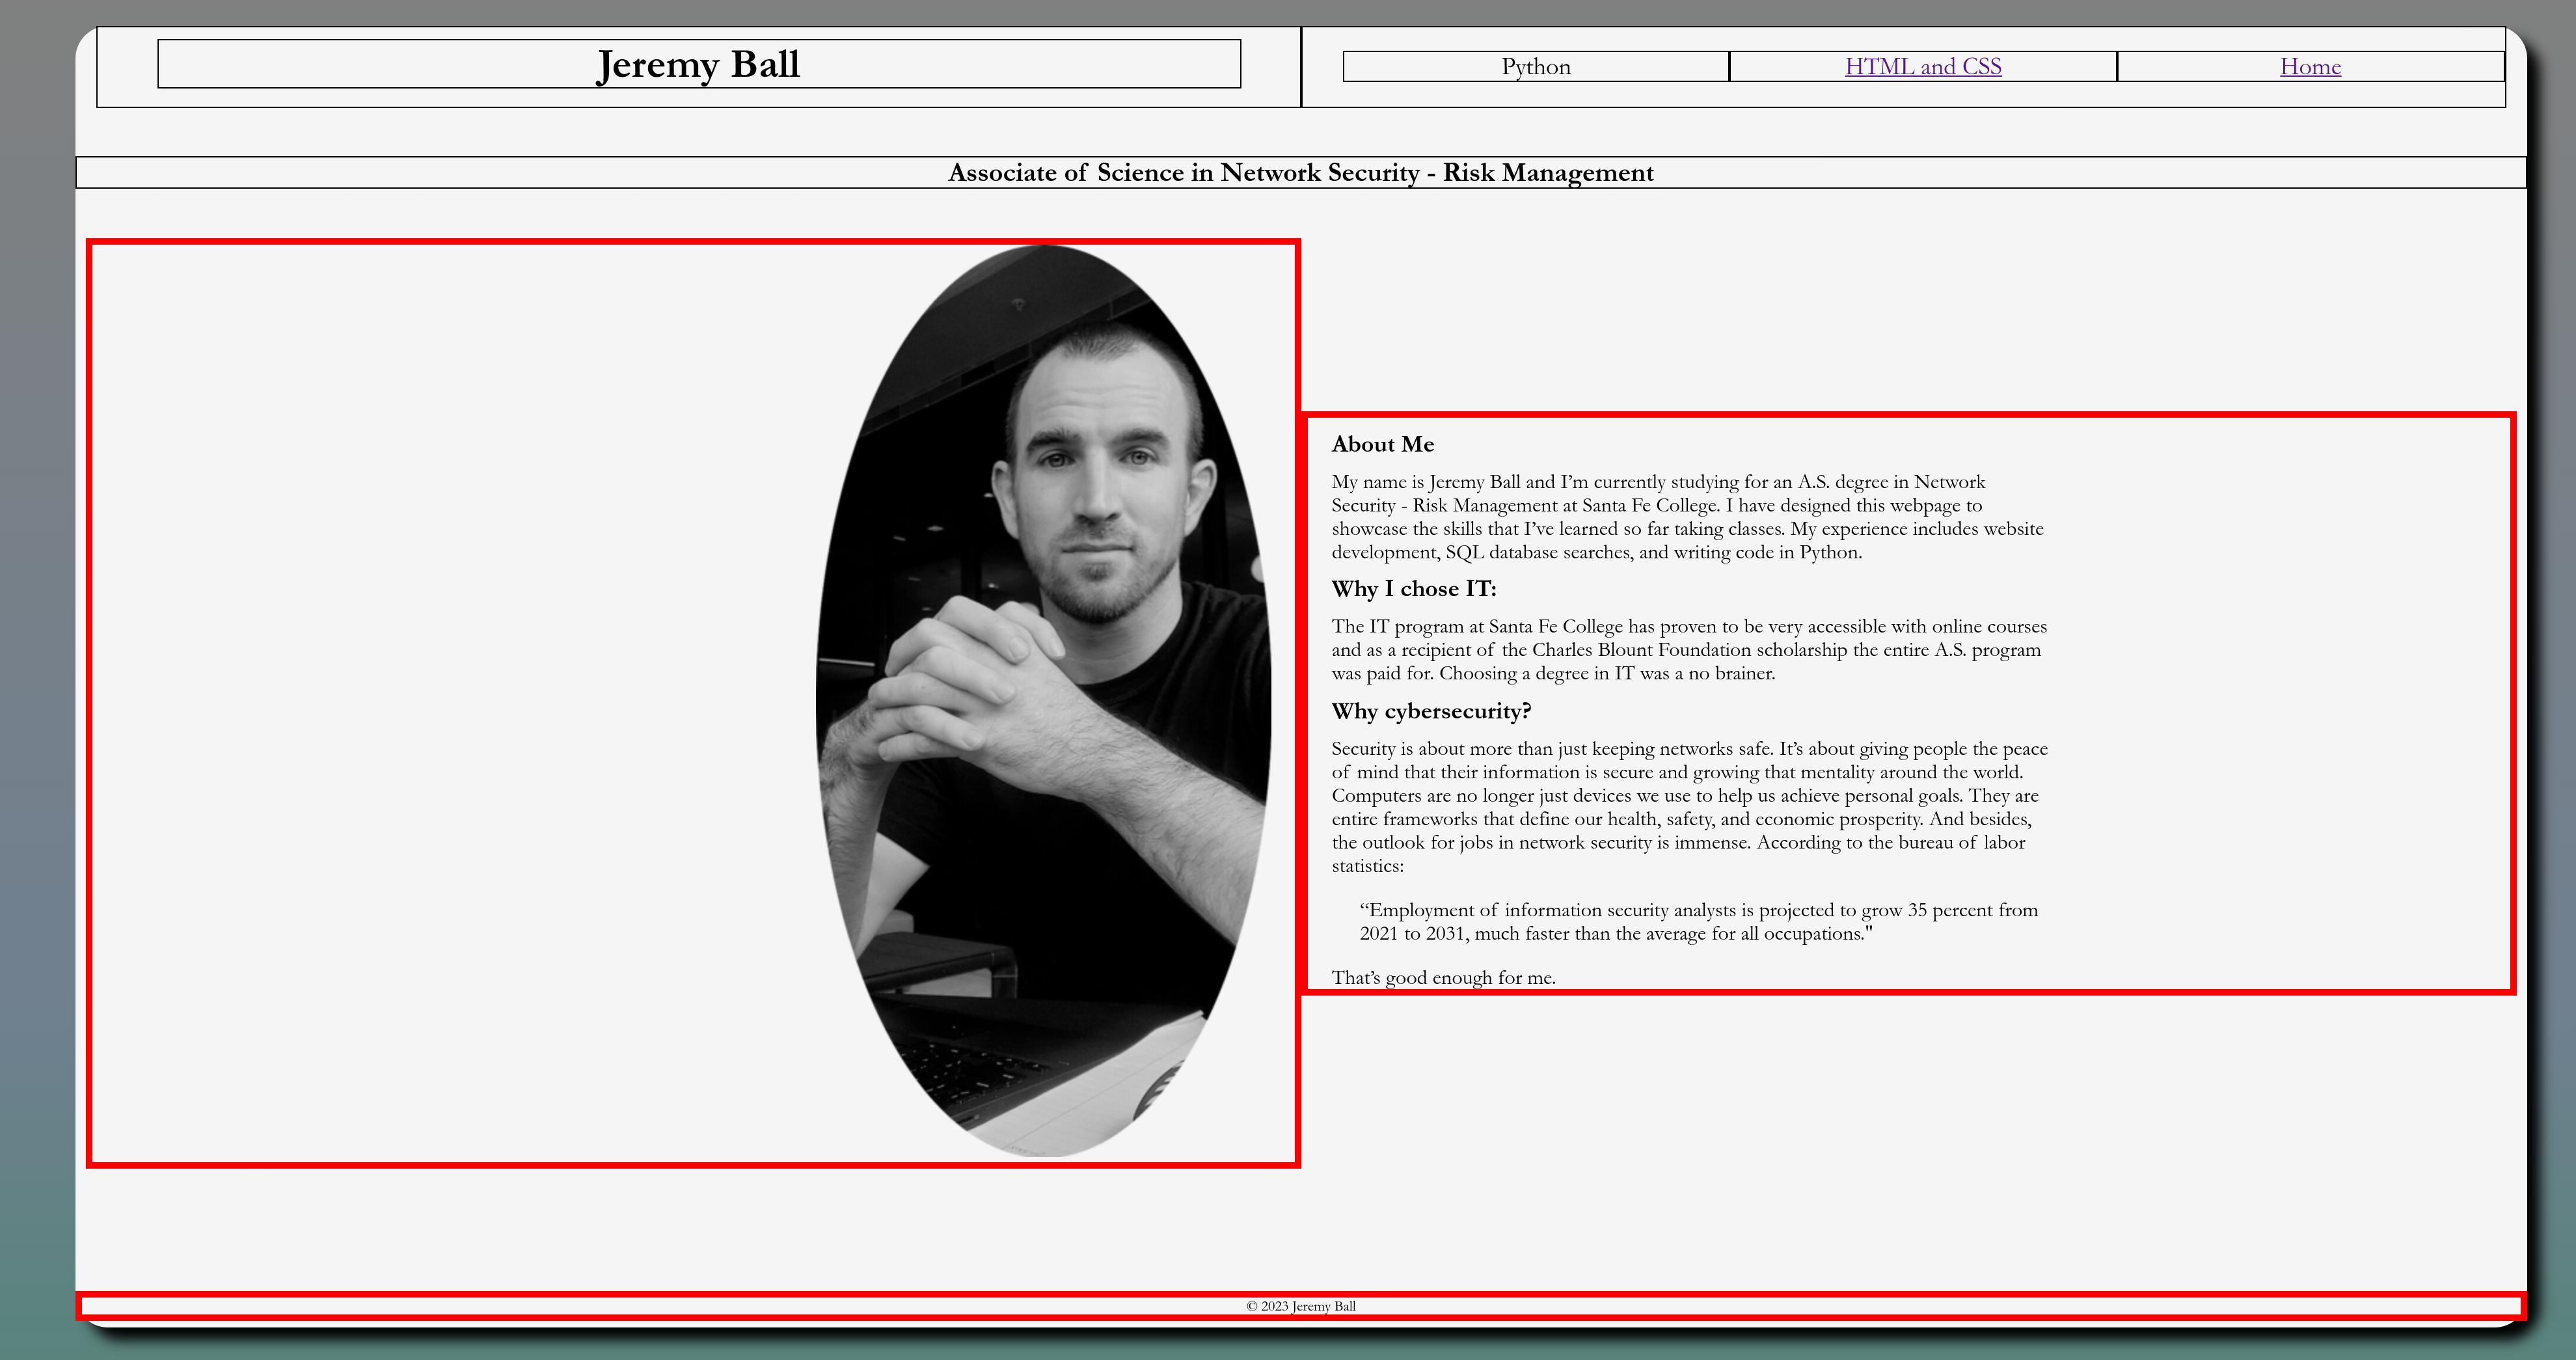 Jeremy Ball
Python
HTML and CSS
Home
Associate of Science in Network Security - Risk Management
About Me
My name is Jeremy Ball and I’m currently studying for an A.S. degree in Network
Security - Risk Management at Santa Fe College. I have designed this webpage to
showcase the skills that I’ve learned so far taking classes. My experience includes website
development, SQL database searches, and writing code in Python.
Why I chose IT:
The IT program at Santa Fe College has proven to be very accessible with online courses
and as a recipient of the Charles Blount Foundation scholarship the entire A.S. program
was paid for. Choosing a degree in IT was a no brainer.
Why cybersecurity?
Security is about more than just keeping networks safe. It’s about giving people the peace
of mind that their information is secure and growing that mentality around the world.
Computers are no longer just devices we use to help us achieve personal goals. They are
entire frameworks that define our health, safety, and economic prosperity. And besides,
the outlook for jobs in network security is immense. According to the bureau of labor
statistics:
“Employment of information security analysts is projected to grow 35 percent from
2021 to 2031, much faster than the average for all occupations."
That’s good enough for me.
© 2023 Jeremy Ball